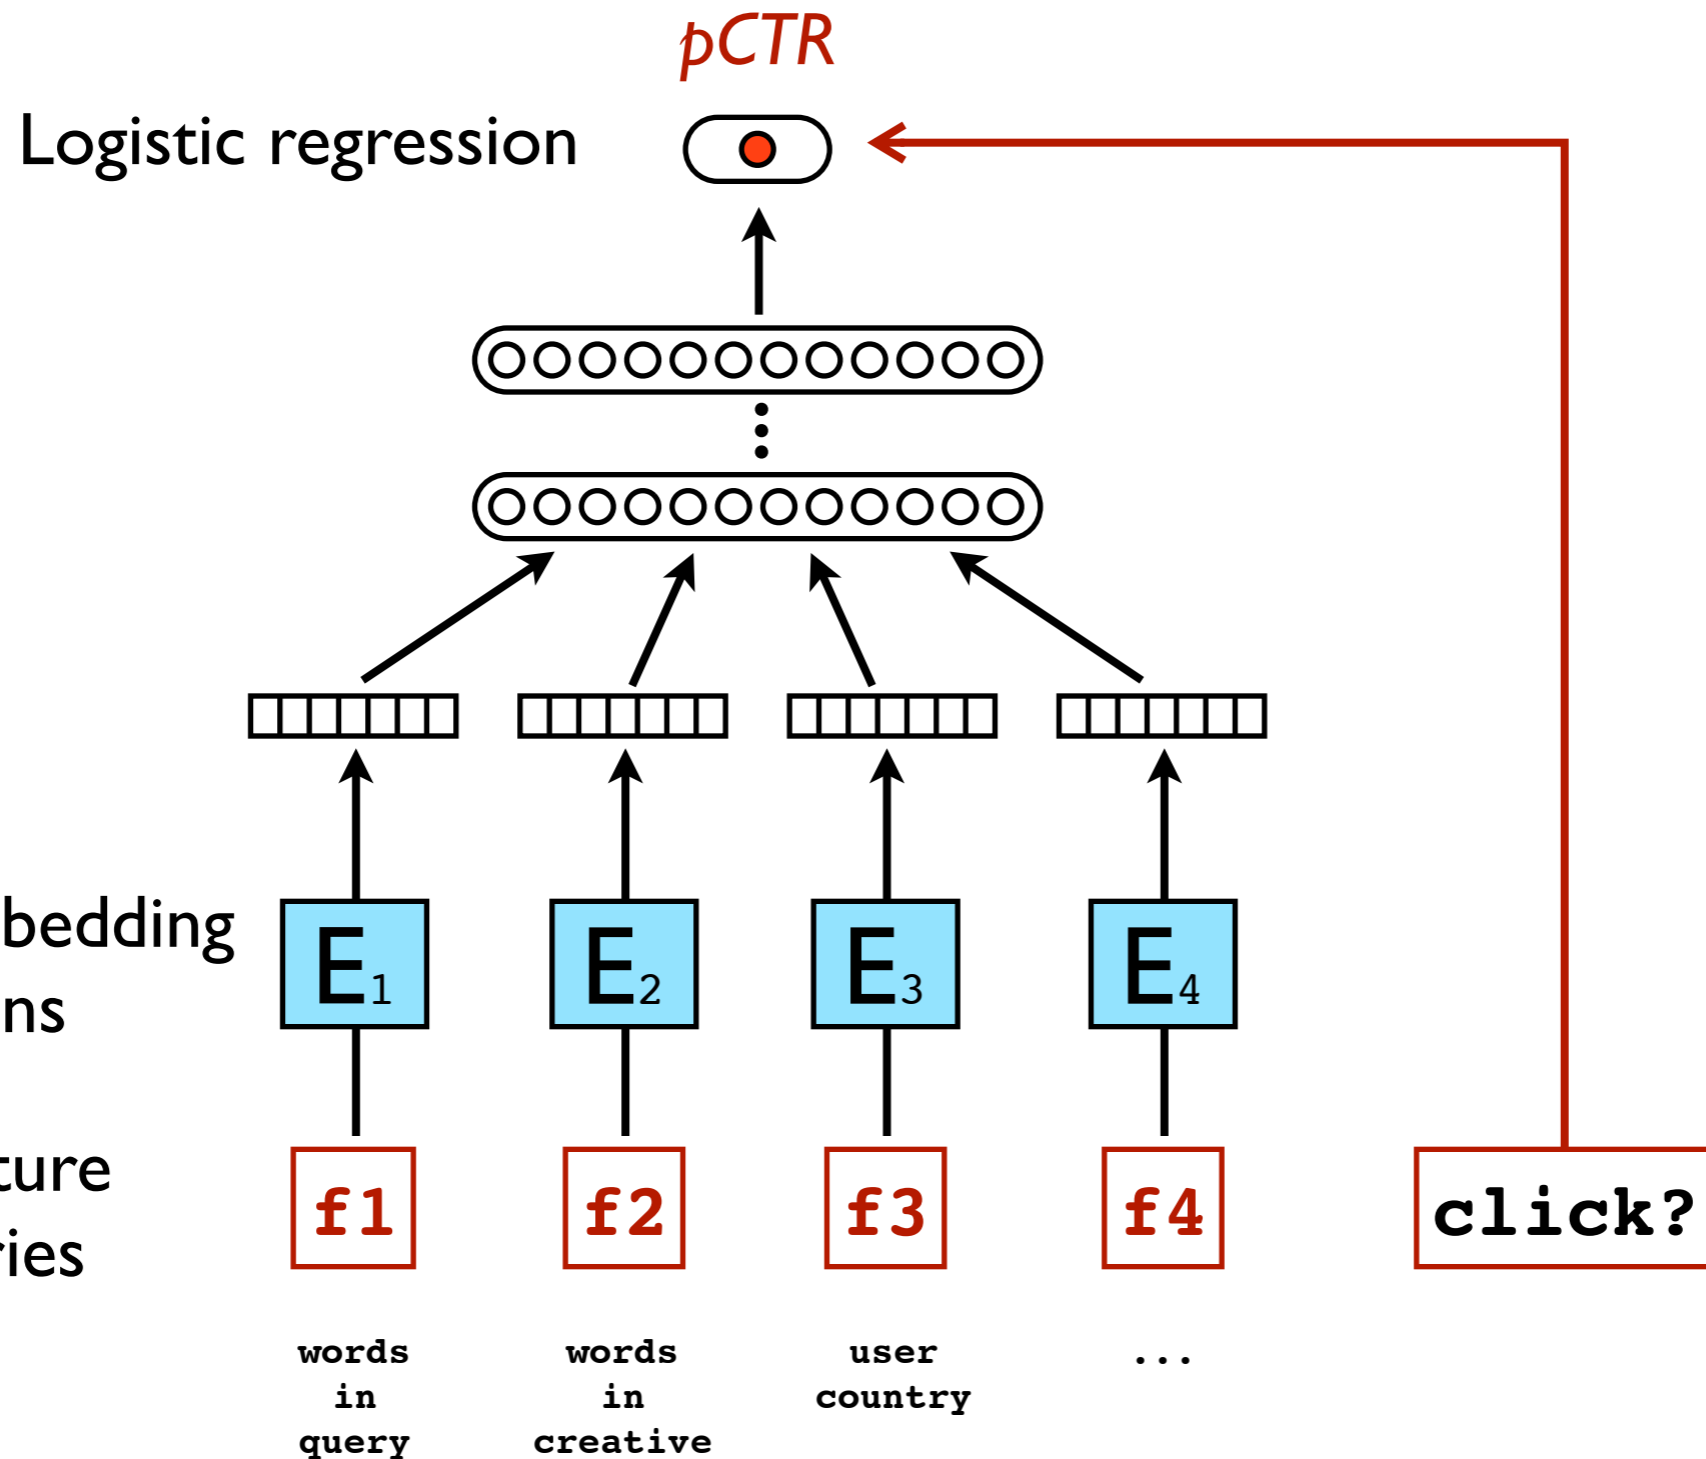 pCTR
Logistic regression
bedding
ns
E1
E2
E3
E4
ture
ries
f1
f2
f3
f4
click?
words
in
query
words
in
creative
user
country
...